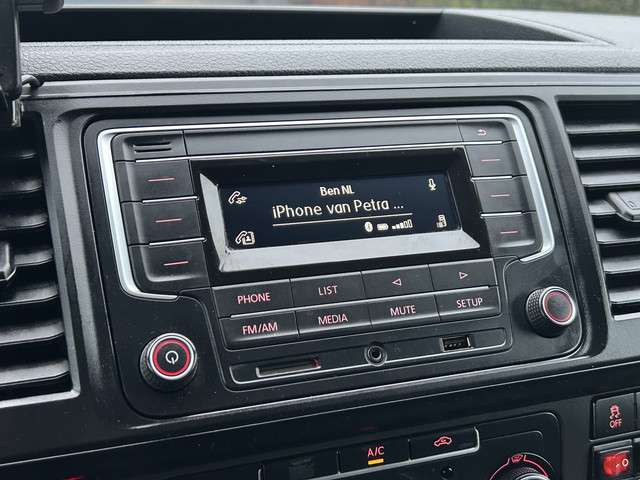 Ben NL
iPhone van Petra ...
PHONE LIST
FM/AM MEDIA MUTE SETUP
A/C
OFF